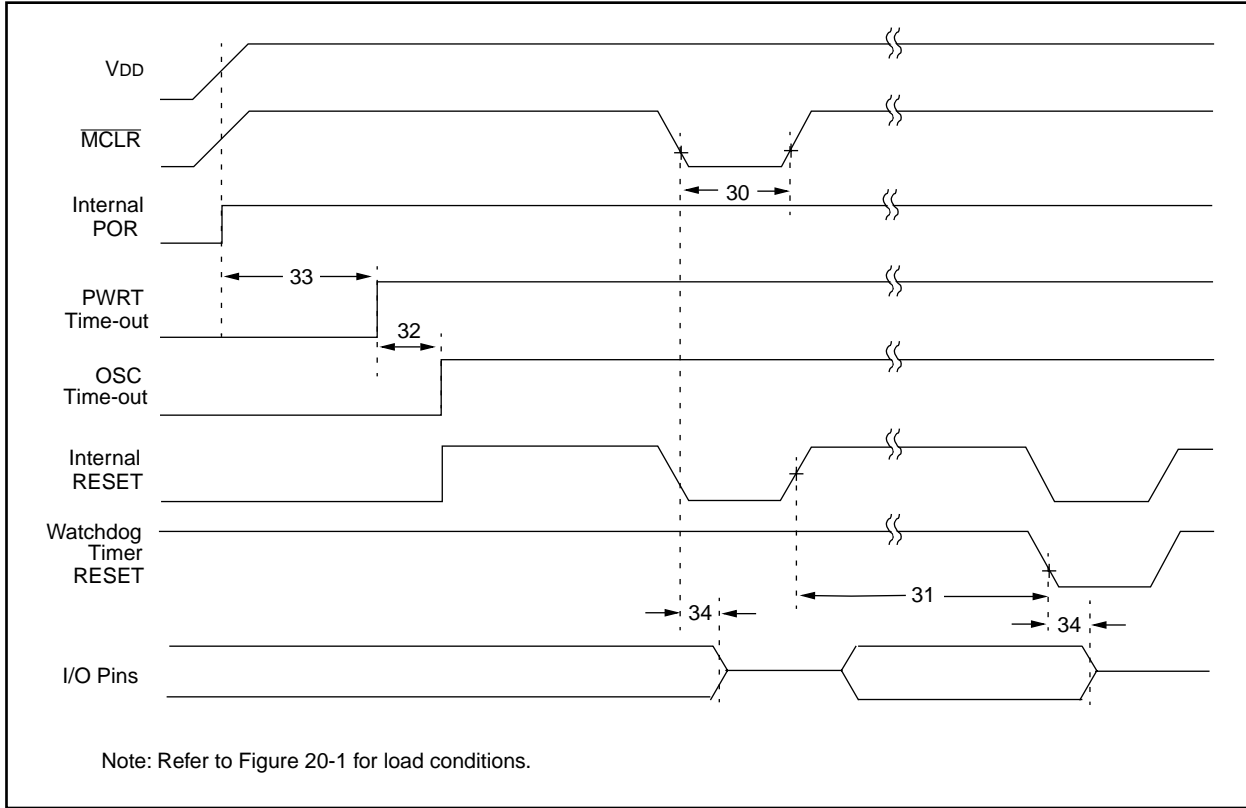 VDD
MCLR
30
Internal
POR
33
PWRT
Time-out
32
OSC
Time-out
Internal
RESET
Watchdog
Timer
RESET
31
34
34
I/O Pins
Note: Refer to Figure 20-1 for load conditions.